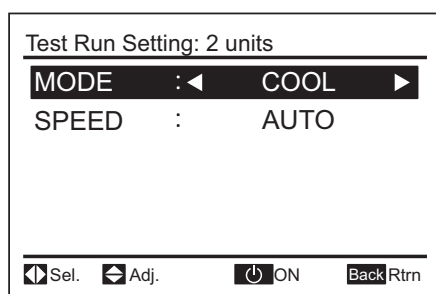 Test Run Setting: 2 units
MODE : COOL
SPEED : AUTO
Sel. Adj. ON Back Rtrn